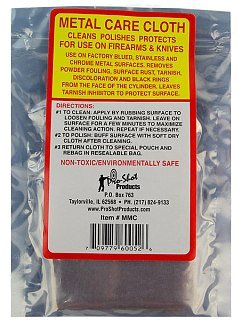 METAL CARE CLOTH
CLEANS POLISHES PROTECTS
FOR USE ON FIREARMS & KNIVES
USE ON FACTORY BLUED, STAINLESS AND
CHROME METAL SURFACES. REMOVES
POWDER FOULING, SURFACE RUST, TARNISH,
DISCOLORATION AND BLACK RINGS
FROM THE FACE OF THE CYLINDER, LEAVES
TARNISH INHIBITOR TO PROTECT SURFACE.
DIRECTIONS:
#1 TO CLEAN: APPLY BY RUBBING SURFACE TO
LOOSEN FOULING AND TARNISH. LEAVE ON
SURFACE FOR A FEW MINUTES TO MAXIMIZE
CLEANING ACTION. REPEAT IF NECESSARY.
#2 TO POLISH: BUFF SURFACE WITH SOFT DRY
CLOTH AFTER CLEANING.
#3 RETURN CLOTH TO SPECIAL POUCH AND
REBAG IN RESEALABLE BAG.
NON-TOXIC/ENVIRONMENTALLY SAFE
Pro-Shot
Products
P.O. Box 763
Taylorville, IL 62568 • PH. (217) 824-9133
www.ProShotProducts.com
Item # MMC
7 09779 60052 6